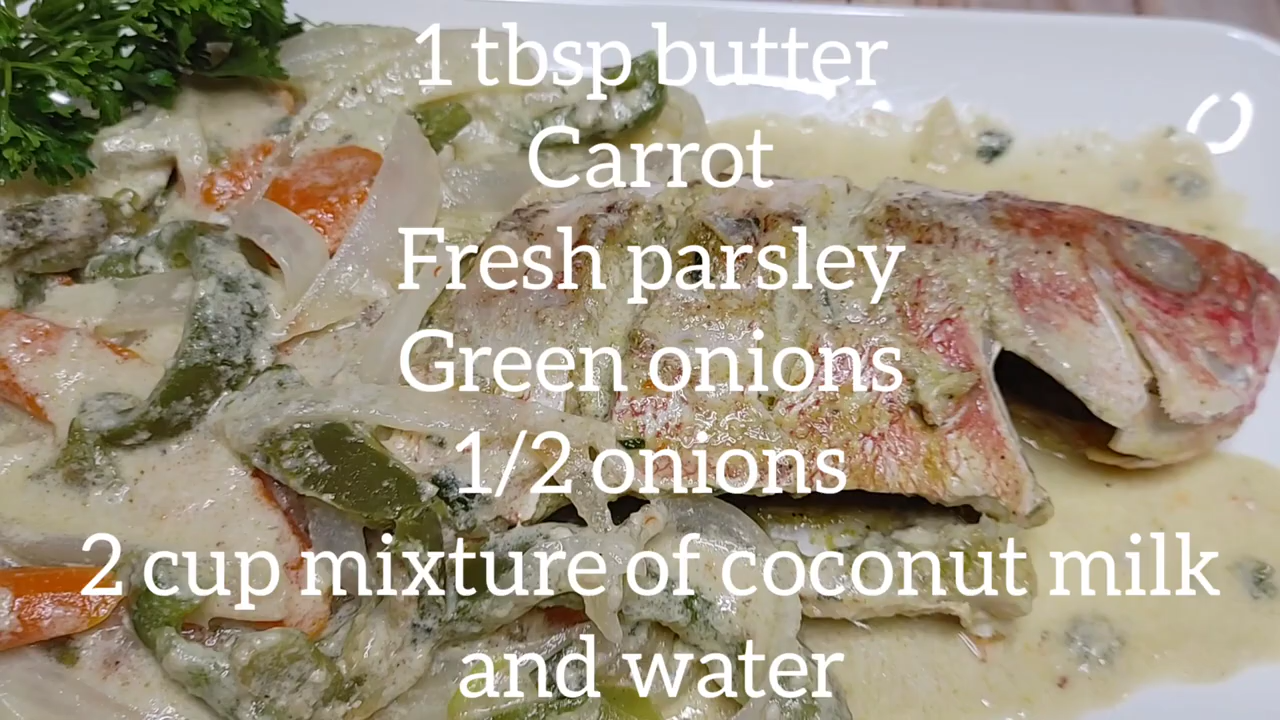 1 tbsp butter
Carrot
Fresh parsley
Green onions
1/2 onions
2 cup mixture of coconut milk
and water